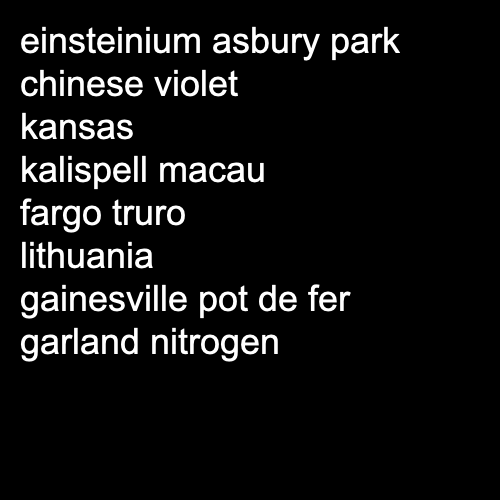 einsteinium asbury park
chinese violet
kansas
kalispell macau
fargo truro
lithuania
gainesville pot de fer
garland nitrogen